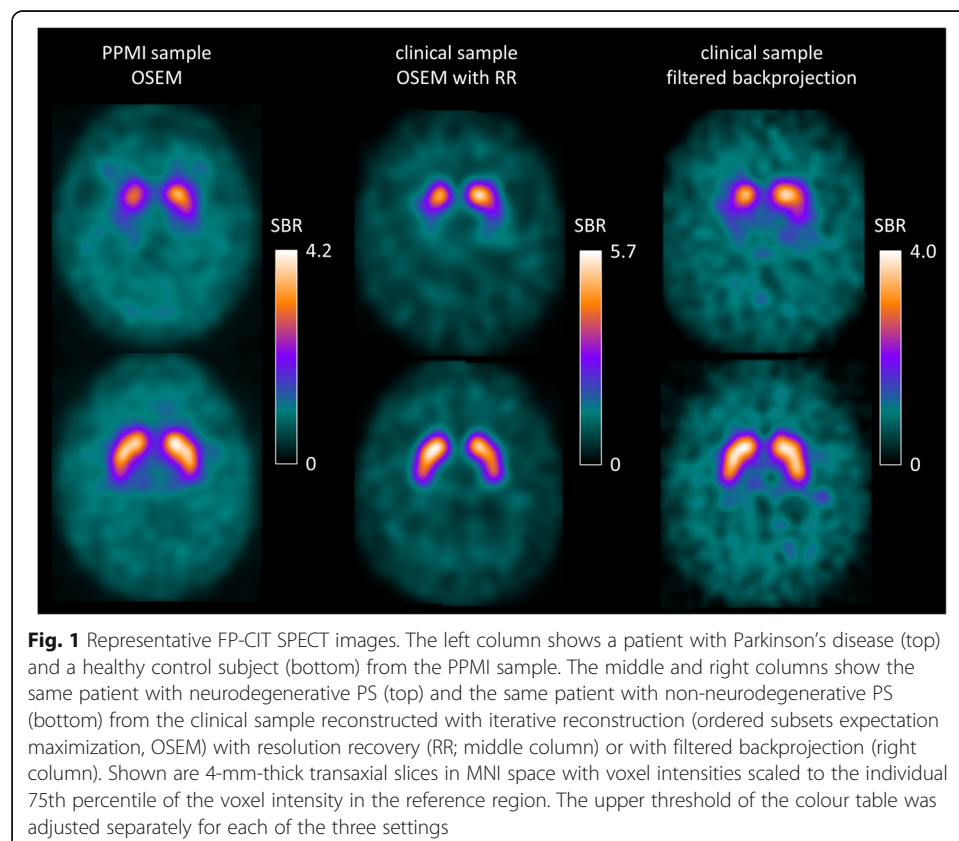 PPMI sample
OSEM
clinical sample
OSEM with RR
clinical sample
filtered backprojection
SBR
4.2
0
SBR
5.7
0
SBR
4.0
0
Fig. 1 Representative FP-CIT SPECT images. The left column shows a patient with Parkinson's disease (top)
and a healthy control subject (bottom) from the PPMI sample. The middle and right columns show the
same patient with neurodegenerative PS (top) and the same patient with non-neurodegenerative PS
(bottom) from the clinical sample reconstructed with iterative reconstruction (ordered subsets expectation
maximization, OSEM) with resolution recovery (RR; middle column) or with filtered backprojection (right
column). Shown are 4-mm-thick transaxial slices in MNI space with voxel intensities scaled to the individual
75th percentile of the voxel intensity in the reference region. The upper threshold of the colour table was
adjusted separately for each of the three settings